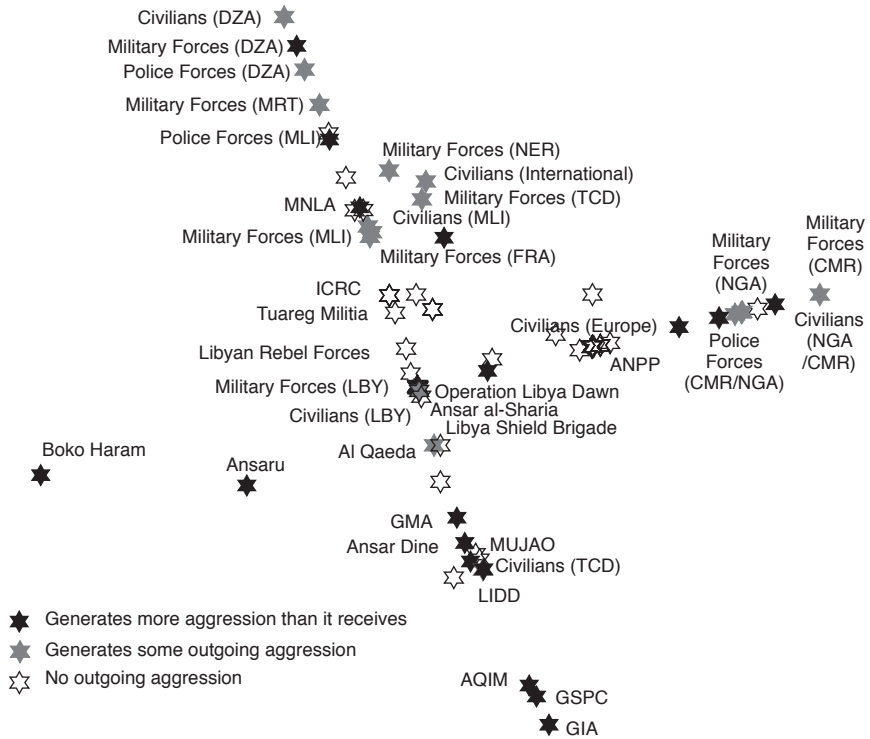 Civilians (DZA)
Military Forces (DZA)
Police Forces (DZA)
Military Forces (MRT)
Police Forces (MLI)
Military Forces (NER)
Civilians (International)
Military Forces (TCD)
MNLA
Civilians (MLI)
Military Forces (MLI)
Military Forces (FRA)
Military
Forces
(NGA)
Military
Forces
(CMR)
ICRC
Tuareg Militia
Civilians (Europe)
Civilians
(NGA
/CMR)
Police
Forces
(CMR/NGA)
Libyan Rebel Forces
ANPP
Military Forces (LBY)
Operation Libya Dawn
Civilians (LBY)
Ansar al-Sharia
Libya Shield Brigade
Al Qaeda
Boko Haram
Ansaru
GMA
Ansar Dine
MUJAO
Civilians (TCD)
LIDD
Generates more aggression than it receives
Generates some outgoing aggression
No outgoing aggression
AQIM
GSPC
GIA